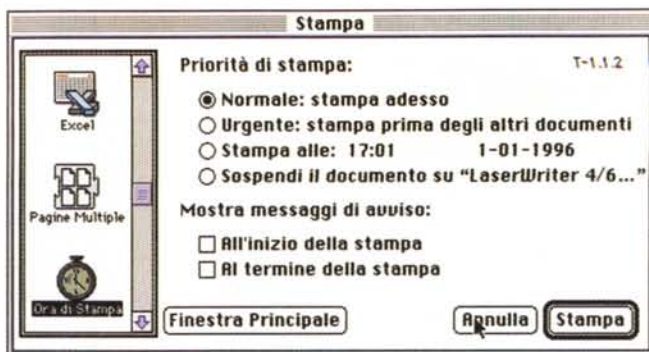 Stampa
Excel
Pagine Multiple
Ora di Stampa
Priorità di stampa:
T-1.1.2
Normale: stampa adesso
Urgente: stampa prima degli altri documenti
Stampa alle: 17:01 1-01-1996
Sospendi il documento su “LaserWriter 4/6...”
Mostra messaggi di avviso:
All'inizio della stampa
Al termine della stampa
Finestra Principale
Annulla
Stampa